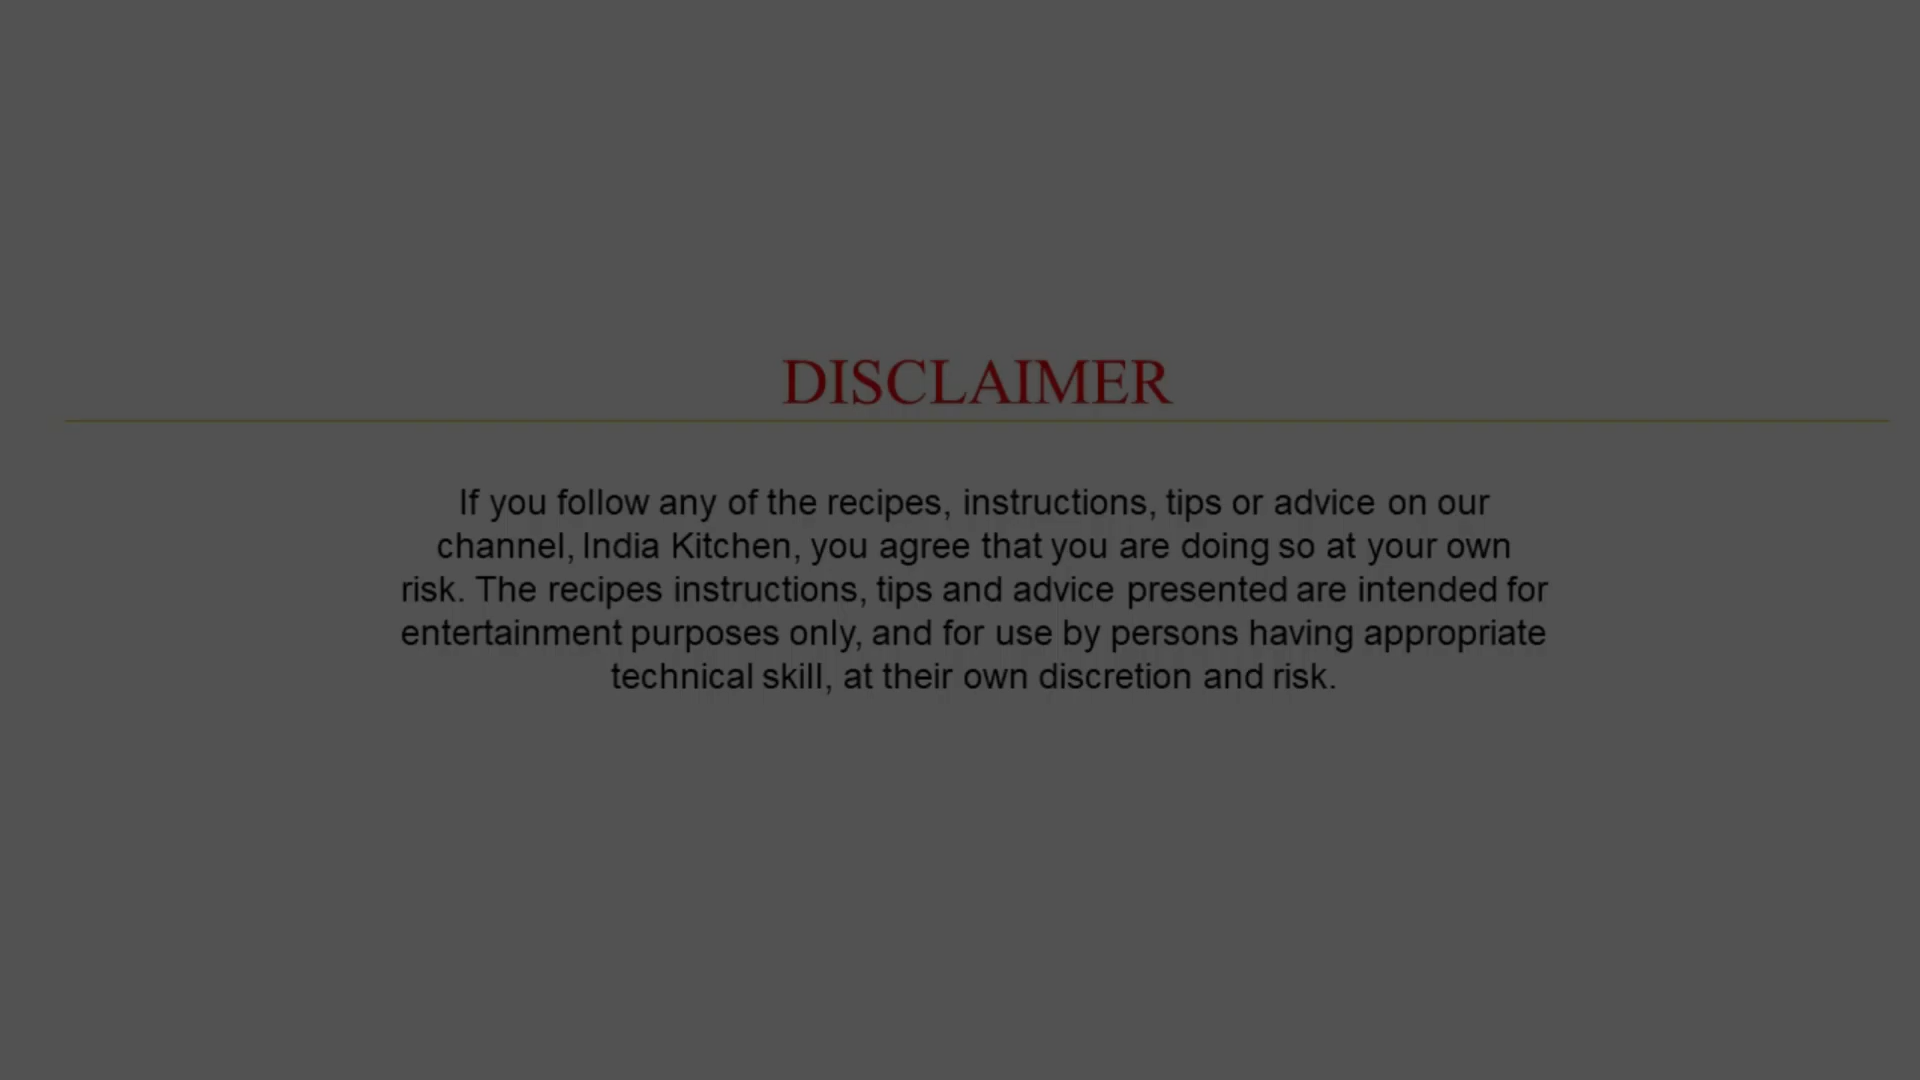 DISCLAIMER
If you follow any of the recipes, instructions, tips or advice on our
channel, India Kitchen, you agree that you are doing so at your own
risk. The recipes instructions, tips and advice presented are intended for
entertainment purposes only, and for use by persons having appropriate
technical skill, at their own discretion and risk.